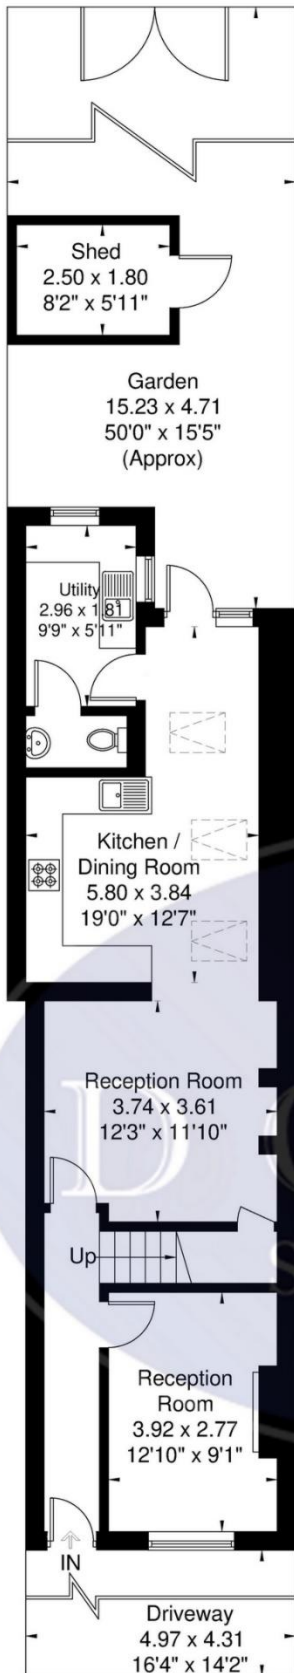 Shed
2.50 x 1.80
8'2" x 5'11"
Garden
15.23 x 4.71
50'0" x 15'5"
(Approx)
Utility
2.96 x 1.81
9'9" x 5'11"
Kitchen /
Dining Room
5.80 x 3.84
19'0" x 12'7"
Reception Room
3.74 x 3.61
12'3" x 11'10"
D
Up
Reception
Room
3.92 x 2.77
12'10" x 9'1"
IN
Driveway
4.97 x 4.31
16'4" x 14'2"